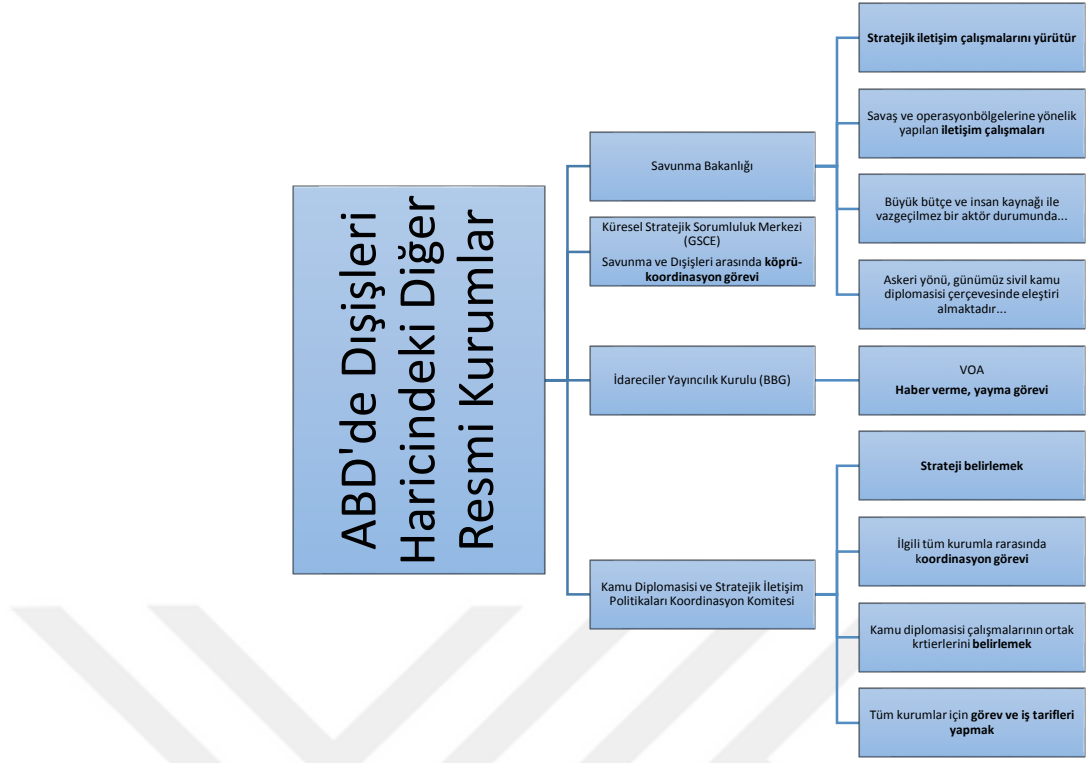 ABD'de Dışişleri
Haricindeki Diğer
Resmi Kurumlar
Savunma Bakanlığı
Stratejik iletişim çalışmalarını yürütür
Savaş ve operasyonbölgelerine yönelik
yapılan iletişim çalışmaları
Büyük bütçe ve insan kaynağı ile
vazgeçilmez bir aktör durumunda...
Askeri yönü, günümüz sivil kamu
diplomasisi çerçevesinde eleştiri
almaktadır...
Küresel Stratejik Sorumluluk Merkezi
(GSCE)
Savunma ve Dışişleri arasında köprü-
koordinasyon görevi
İdareciler Yayıncılık Kurulu (BBG)
VOA
Haber verme, yayma görevi
Kamu Diplomasisi ve Stratejik İletişim
Politikaları Koordinasyon Komitesi
Strateji belirlemek
İlgili tüm kurumla rarasında
koordinasyon görevi
Kamu diplomasisi çalışmalarının ortak
krtierlerini belirlemek
Tüm kurumlar için görev ve iş tarifleri
yapmak